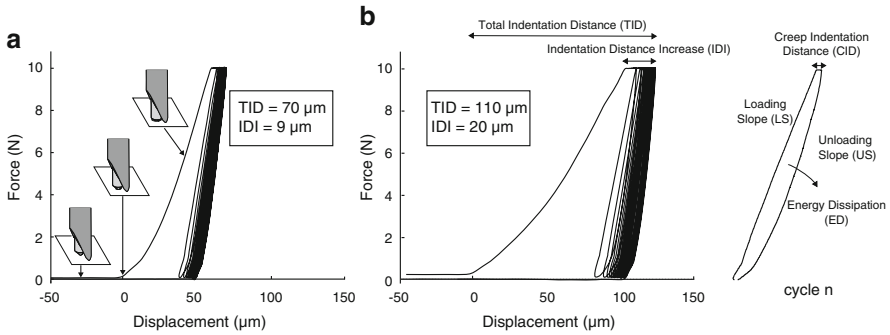 a
Force (N)
10
8
6
4
2
0
-50
0
50
100
150
Displacement (µm)
TID = 70 µm
IDI = 9 µm
b
Force (N)
10
8
6
4
2
0
-50
0
50
100
150
Displacement (µm)
Total Indentation Distance (TID)
Indentation Distance Increase (IDI)
TID = 110 µm
IDI = 20 µm
Creep Indentation
Distance (CID)
Loading
Slope (LS)
Unloading
Slope (US)
Energy Dissipation
(ED)
cycle n